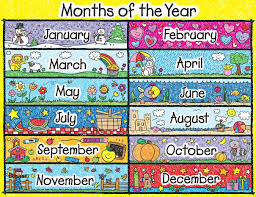 Months of the Year
January
February
March
April
May
June
July
August
September
October
November
December